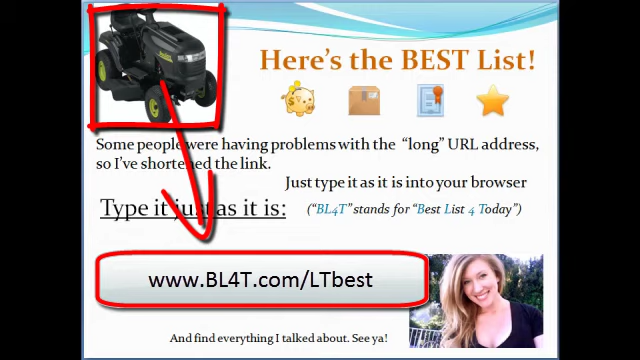 Here's the BEST List!
Some people were having problems with the “long” URL address,
so I've shortened the link.
Just type it as it is into your browser
Type it just as it is:
(“BL4T” stands for “Best List 4 Today”)
www.BL4T.com/LTbest
And find everything I talked about. See ya!